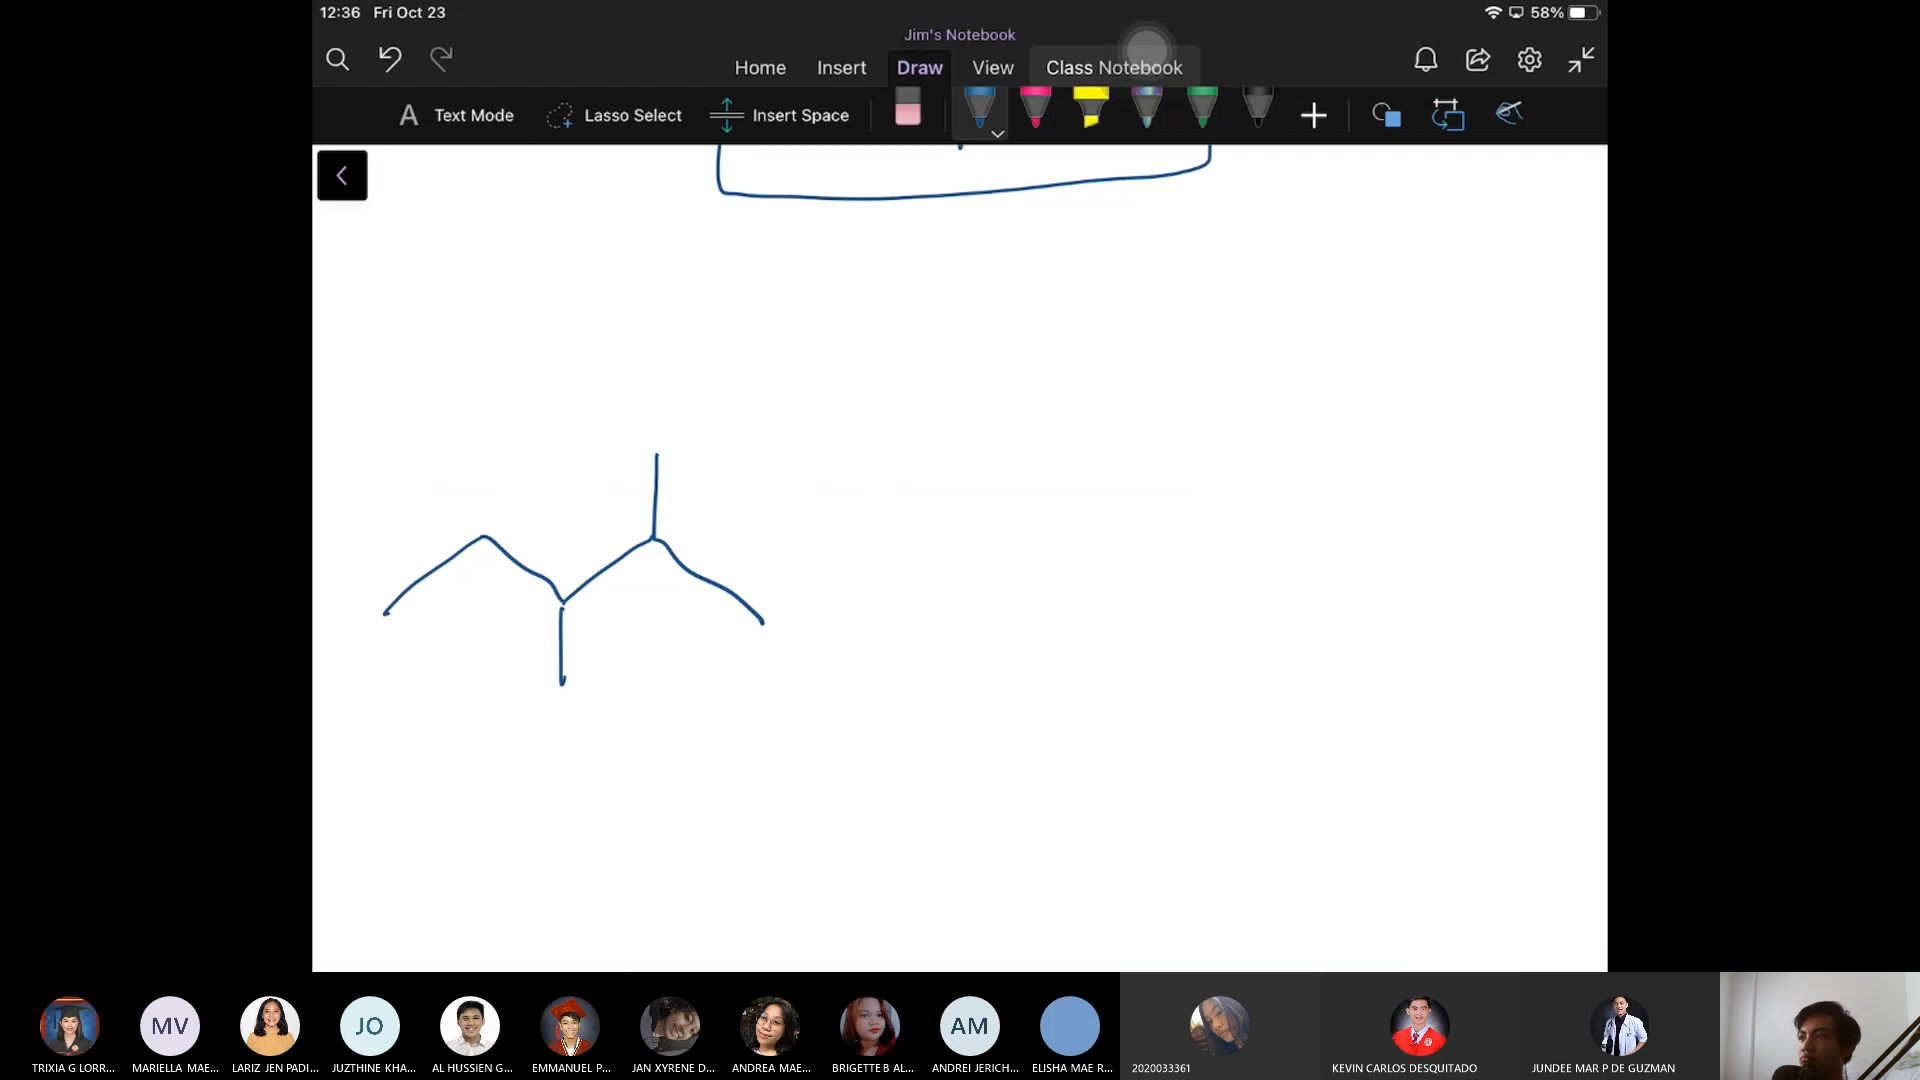 12:36 Fri Oct 23
58%
Jim's Notebook
Home Insert Draw View Class Notebook
A Text Mode Lasso Select Insert Space
MV JO AM
TRIXIA G LORR... MARIELLA MAE... LARIZ JEN PADI... JUZTHINE KHA... AL HUSSIEN G... EMMANUEL P... JAN XYRENE D... ANDREA MAE... BRIGETTE B AL... ANDREI JERICH... ELISHA MAE R... 2020033361 KEVIN CARLOS DESQUITADO JUNDEE MAR P DE GUZMAN